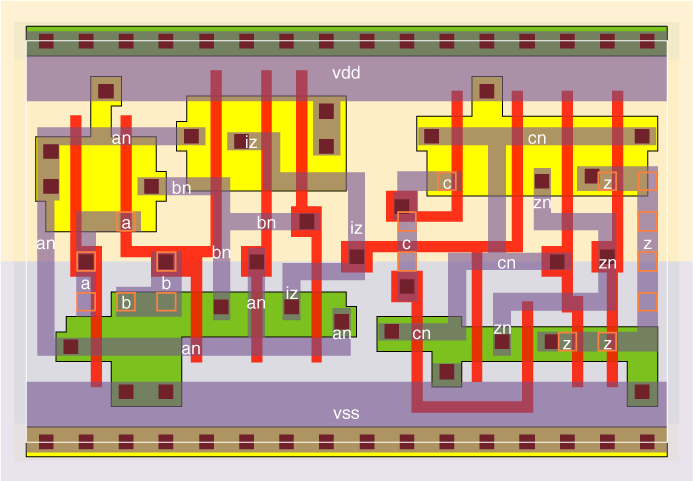 vdd
an iz cn
bn c z
a bn zn
an bn iz c z
cn zn
a b
b an iz
an cn zn
an z z
vss